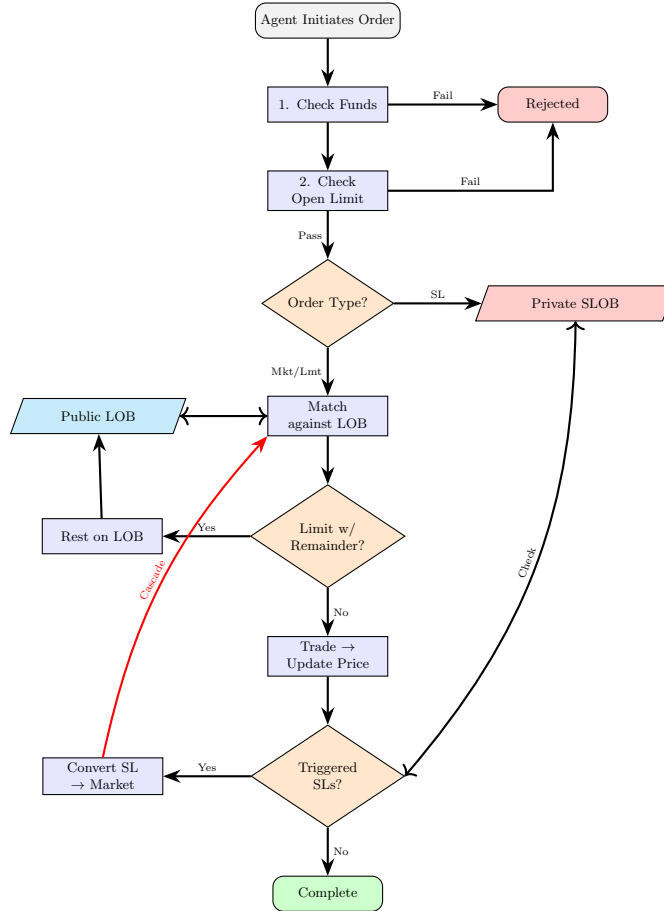 Agent Initiates Order
1. Check Funds
Fail
Rejected
2. Check
Open Limit
Fail
Pass
Order Type?
SL
Private SLOB
Mkt/Lmt
Public LOB
Match
against LOB
Rest on LOB
Yes
Limit w/
Remainder?
Check
Cascade
No
Trade →
Update Price
Convert SL
→ Market
Yes
Triggered
SLs?
No
Complete